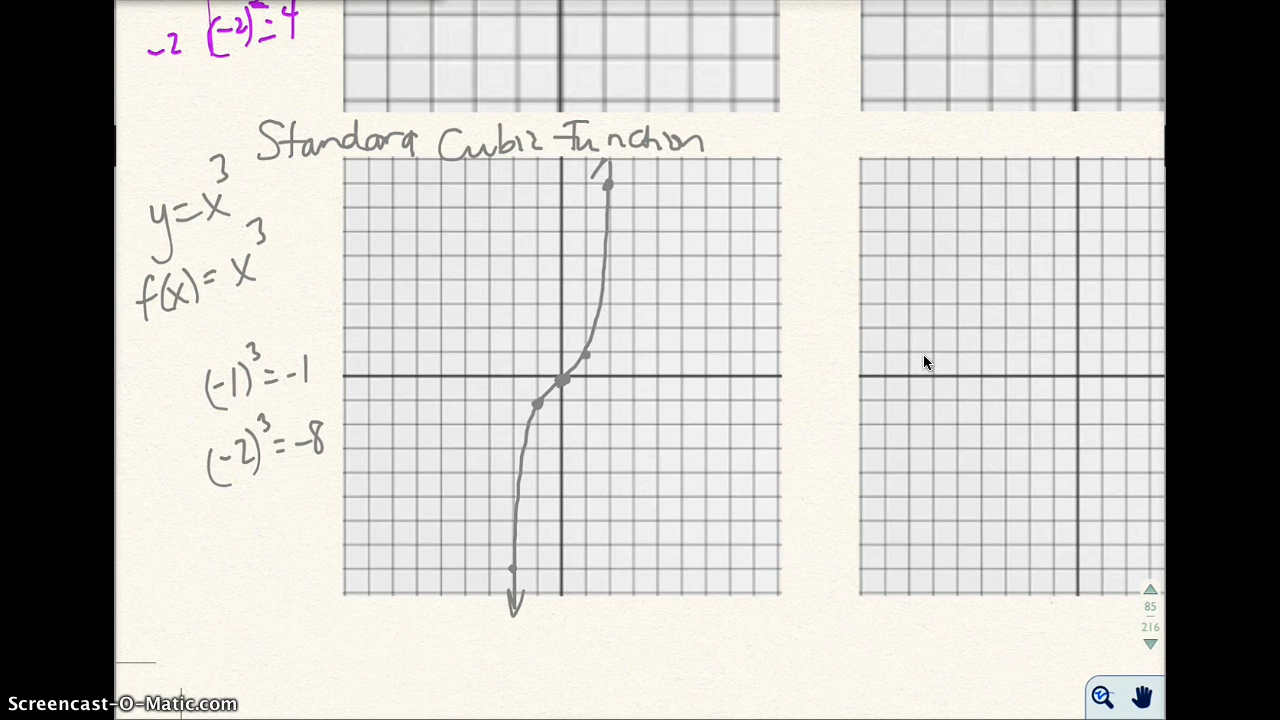 -2 (-2)²=4
Standard Cubic Function
y=x³
f(x)=x³
(-1)³=-1
(-2)³=-8
85
216
Screencast-O-Matic.com